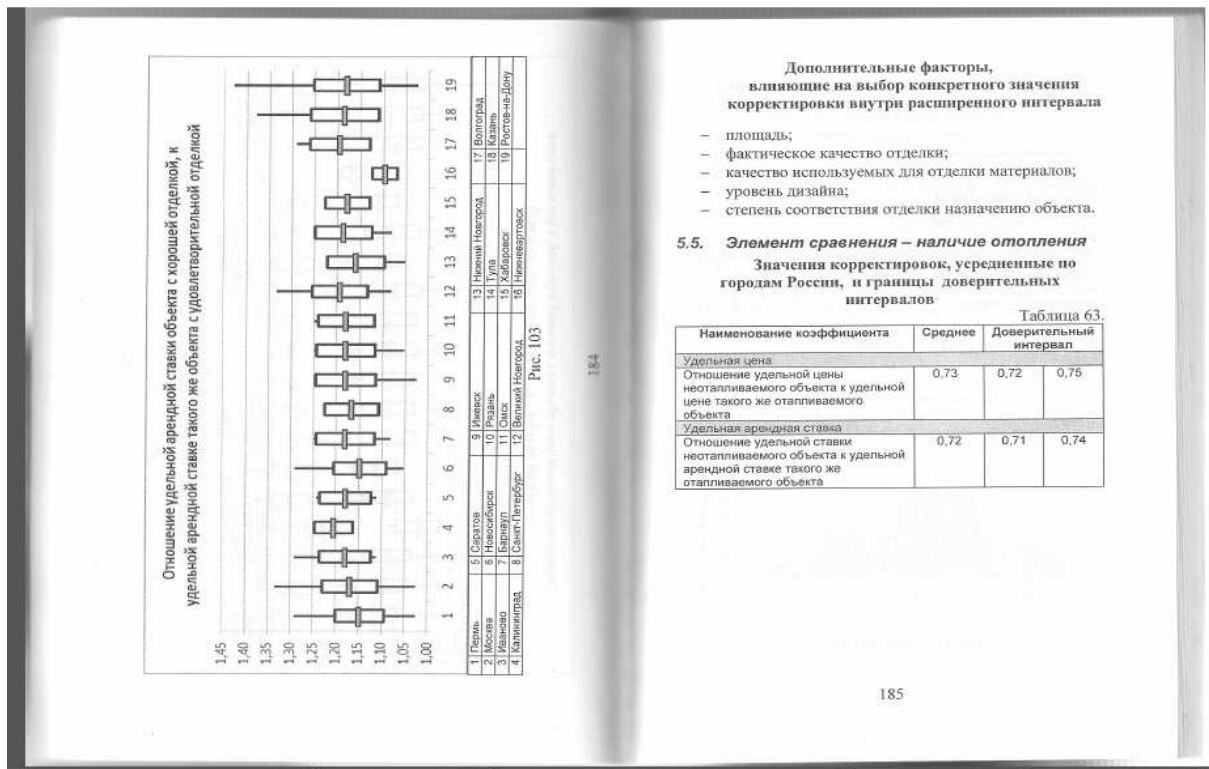 Отношение удельной арендной ставки объекта с хорошей отделкой, к
удельной арендной ставке такого же объекта с удовлетворительной отделкой
1,45
1,40
1,35
1,30
1,25
1,20
1,15
1,10
1,05
1,00
1 2 3 4 5 6 7 8 9 10 11 12 13 14 15 16 17 18 19
1 Пермь 5 Саратов 9 Ижевск 13 Нижний Новгород 17 Волгоград
2 Москва 6 Новосибирск 10 Рязань 14 Тула 18 Казань
3 Иваново 7 Барнаул 11 Омск 15 Хабаровск 19 Ростов-на-Дону
4 Калининград 8 Санкт-Петербург 12 Великий Новгород 16 Нижневартовск
Рис. 103
184
Дополнительные факторы,
влияющие на выбор конкретного значения
корректировки внутри расширенного интервала
– площадь;
– фактическое качество отделки;
– качество используемых для отделки материалов;
– уровень дизайна;
– степень соответствия отделки назначению объекта.
5.5. Элемент сравнения – наличие отопления
Значения корректировок, усредненные по
городам России, и границы доверительных
интервалов
Таблица 63.
Наименование коэффициента Среднее Доверительный
интервал
Удельная цена
Отношение удельной цены 0,73 0,72 0,75
неотапливаемого объекта к удельной
цене такого же отапливаемого
объекта
Удельная арендная ставка
Отношение удельной ставки 0,72 0,71 0,74
неотапливаемого объекта к удельной
арендной ставке такого же
отапливаемого объекта
185